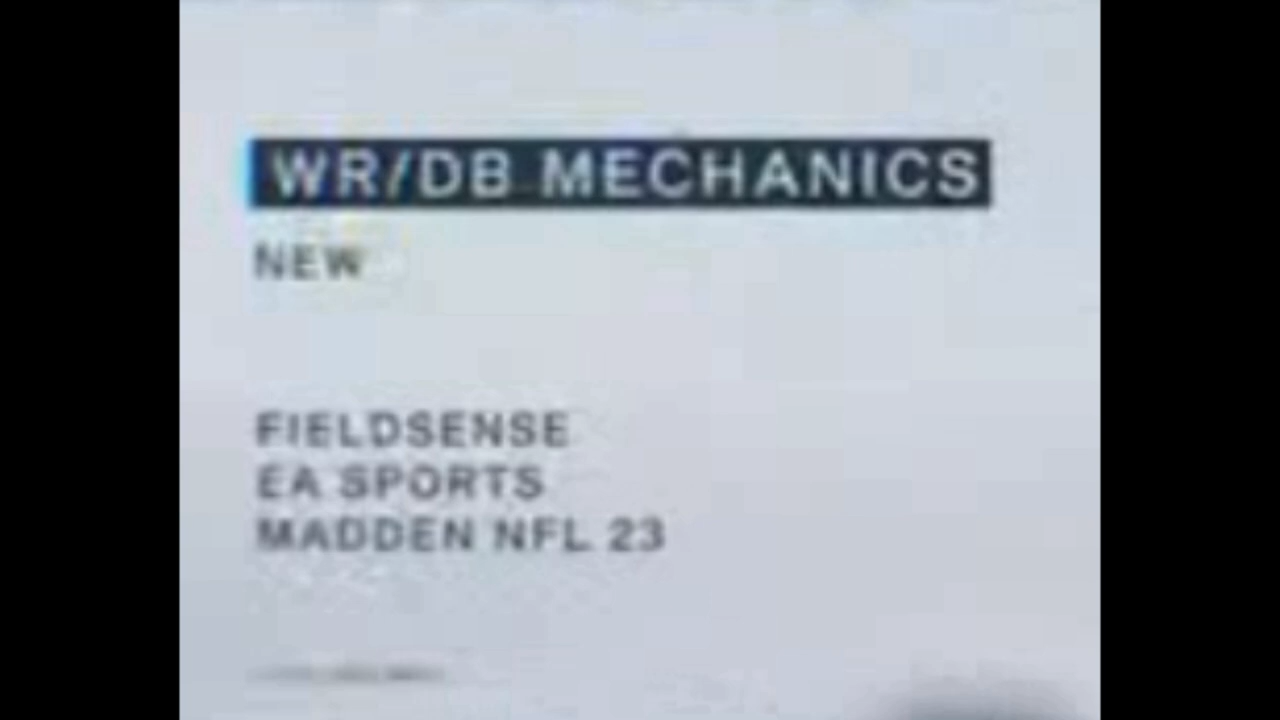 WR/DB MECHANICS
NEW
FIELDSENSE
EA SPORTS
MADDEN NFL 23